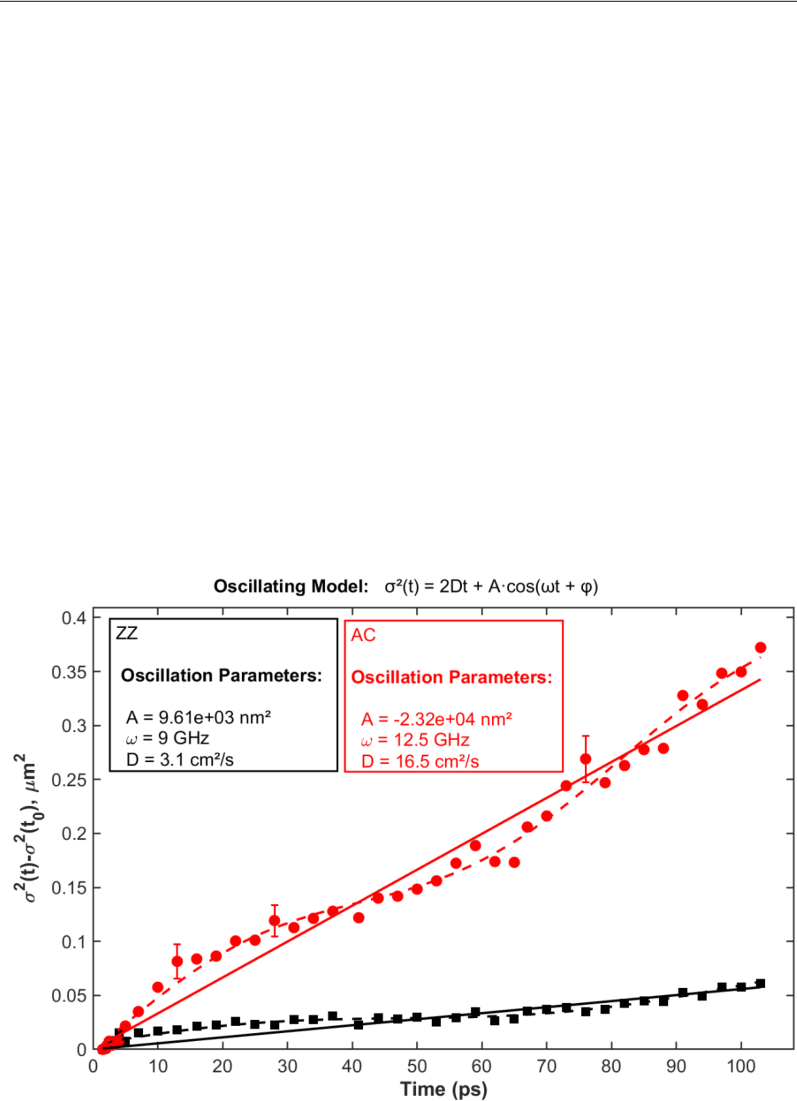 Oscillating Model: σ²(t) = 2Dt + A·cos(ωt + φ)
0.4
0.35
0.3
0.25
0.2
0.15
0.1
0.05
0
σ²(t)-σ²(t₀), μm²
ZZ
Oscillation Parameters:
A = 9.61e+03 nm²
ω = 9 GHz
D = 3.1 cm²/s
AC
Oscillation Parameters:
A = -2.32e+04 nm²
ω = 12.5 GHz
D = 16.5 cm²/s
0 10 20 30 40 50 60 70 80 90 100
Time (ps)